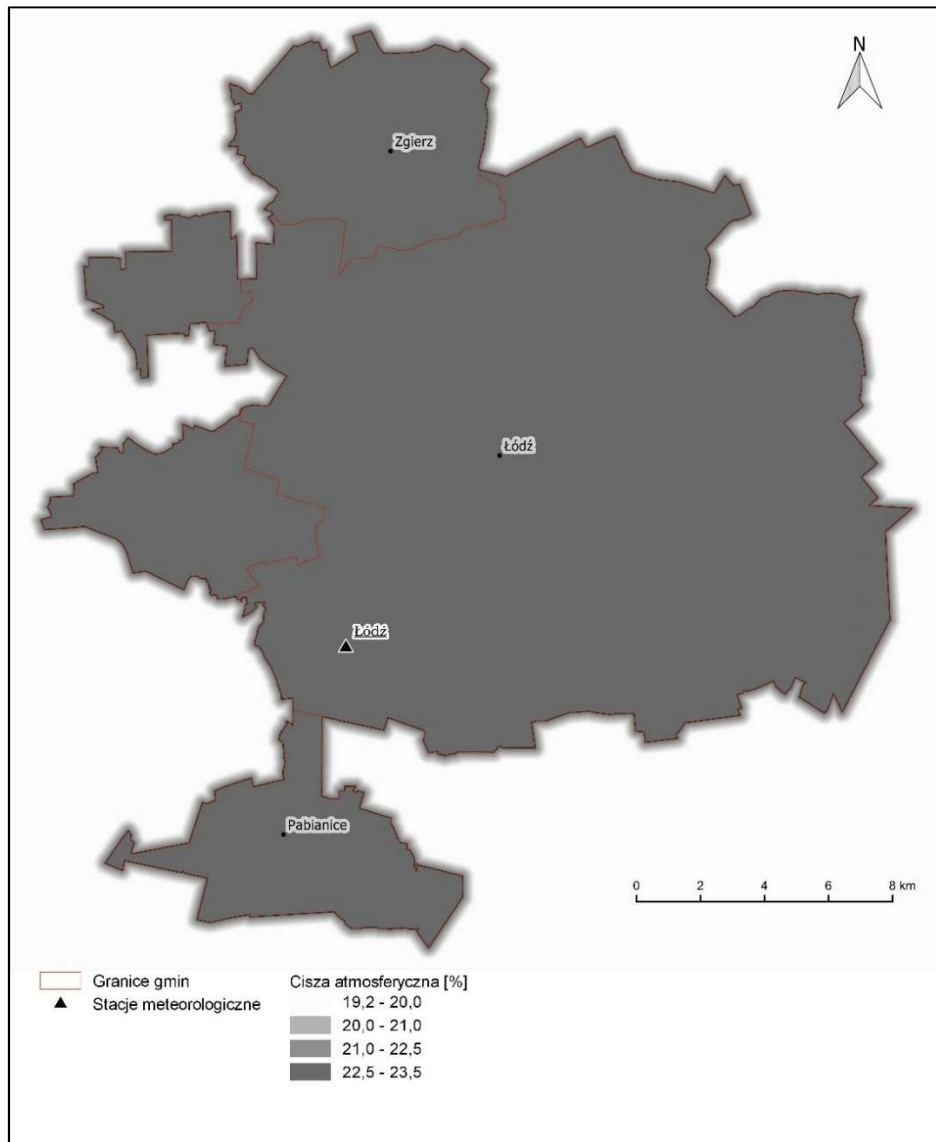 N
Zgierz
Łódź
Łódź
Pabianice
0 2 4 6 8 km
Granice gmin
Stacje meteorologiczne
Cisza atmosferyczna [%]
19,2 - 20,0
20,0 - 21,0
21,0 - 22,5
22,5 - 23,5